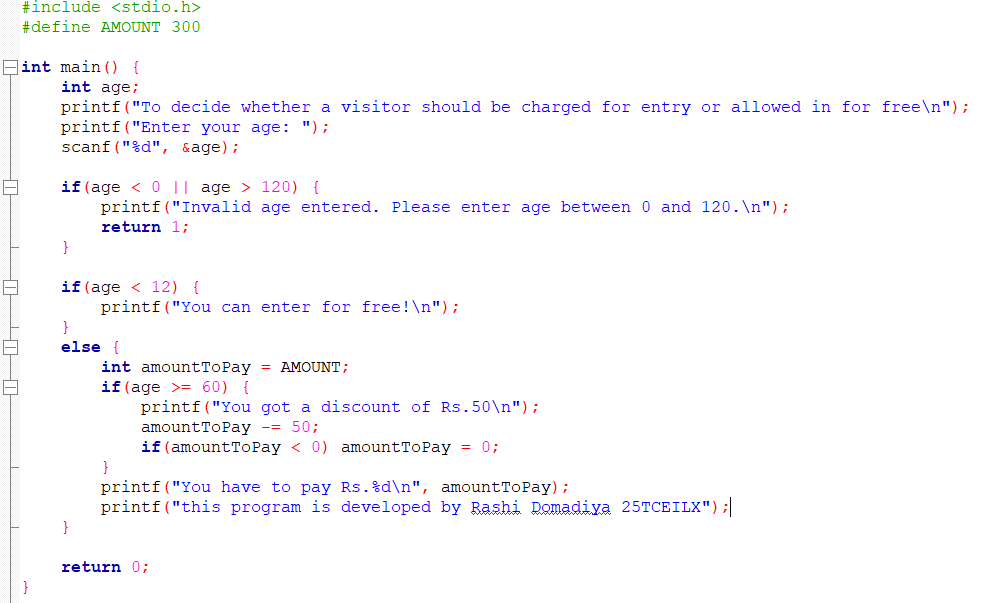 #include <stdio.h>
#define AMOUNT 300
int main() {
    int age;
    printf("To decide whether a visitor should be charged for entry or allowed in for free\n");
    printf("Enter your age: ");
    scanf("%d", &age);
    if(age < 0 || age > 120) {
        printf("Invalid age entered. Please enter age between 0 and 120.\n");
        return 1;
    }
    if(age < 12) {
        printf("You can enter for free!\n");
    }
    else {
        int amountToPay = AMOUNT;
        if(age >= 60) {
            printf("You got a discount of Rs.50\n");
            amountToPay -= 50;
            if(amountToPay < 0) amountToPay = 0;
        }
        printf("You have to pay Rs.%d\n", amountToPay);
        printf("this program is developed by Rashi Domadiya 25TCEILX");
    }
    return 0;
}